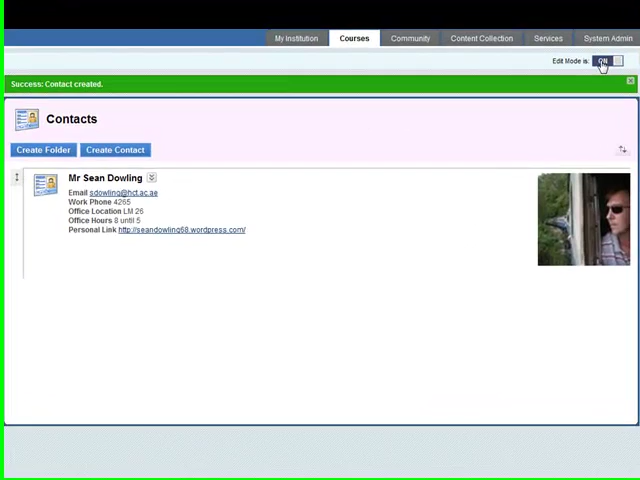 My Institution Courses Community Content Collection Services System Admin
Edit Mode is: ON
Success: Contact created.
Contacts
Create Folder Create Contact
Mr Sean Dowling
Email sdowling@hct.ac.ae
Work Phone 4265
Office Location LM 26
Office Hours 8 until 5
Personal Link http://seandowling68.wordpress.com/